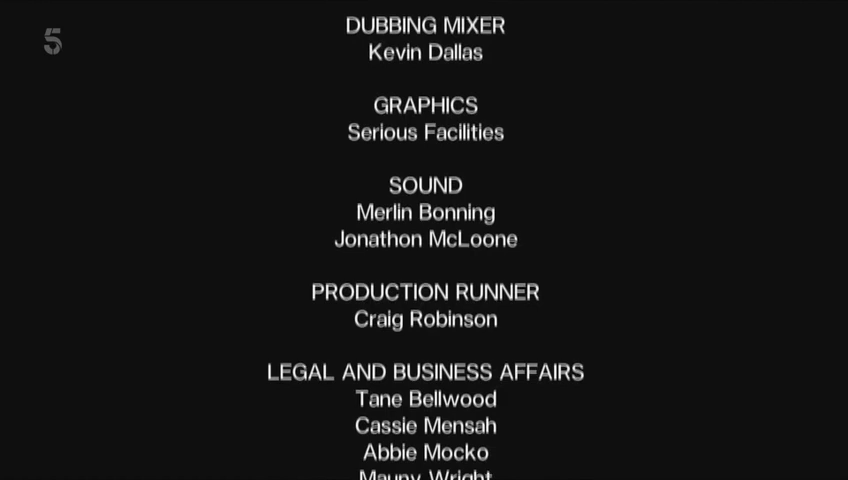 5
DUBBING MIXER
Kevin Dallas
GRAPHICS
Serious Facilities
SOUND
Merlin Bonning
Jonathon McLoone
PRODUCTION RUNNER
Craig Robinson
LEGAL AND BUSINESS AFFAIRS
Tane Bellwood
Cassie Mensah
Abbie Mocko
Wright